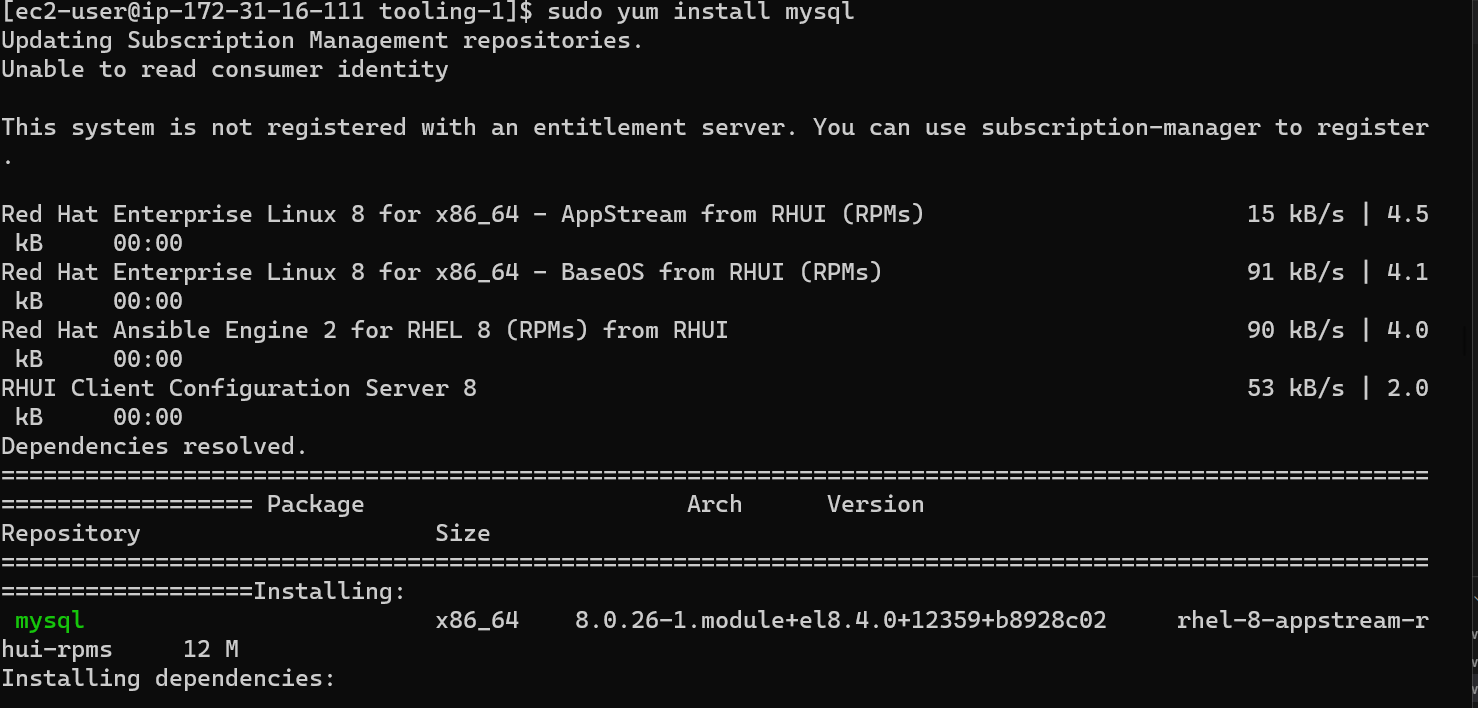 [ec2-user@ip-172-31-16-111 tooling-1]$ sudo yum install mysql
Updating Subscription Management repositories.
Unable to read consumer identity
This system is not registered with an entitlement server. You can use subscription-manager to register
.
Red Hat Enterprise Linux 8 for x86_64 - AppStream from RHUI (RPMs) 15 kB/s | 4.5
kB 00:00
Red Hat Enterprise Linux 8 for x86_64 - BaseOS from RHUI (RPMs) 91 kB/s | 4.1
kB 00:00
Red Hat Ansible Engine 2 for RHEL 8 (RPMs) from RHUI 90 kB/s | 4.0
kB 00:00
RHUI Client Configuration Server 8 53 kB/s | 2.0
kB 00:00
Dependencies resolved.
======================================================================================================
================== Package Arch Version
Repository Size
======================================================================================================
==================Installing:
mysql x86_64 8.0.26-1.module+el8.4.0+12359+b8928c02 rhel-8-appstream-r
hui-rpms 12 M
Installing dependencies: